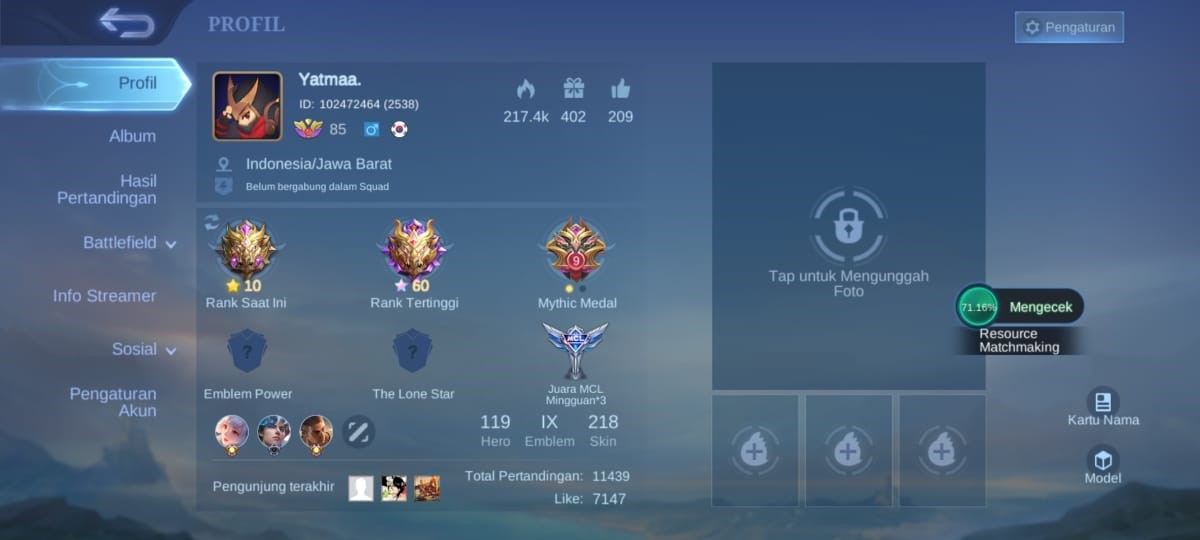 PROFIL
Pengaturan
Profil
Album
Hasil
Pertandingan
Battlefield
Info Streamer
Sosial
Pengaturan
Akun
Yatmaa.
ID: 102472464 (2538)
85
217.4k 402 209
Indonesia/Jawa Barat
Belum bergabung dalam Squad
10
Rank Saat Ini
60
Rank Tertinggi
9
Mythic Medal
?
Emblem Power
?
The Lone Star
MCL
Juara MCL
Mingguan*3
119 IX 218
Hero Emblem Skin
Pengunjung terakhir
Total Pertandingan: 11439
Like: 7147
Tap untuk Mengunggah
Foto
71.16% Mengecek
Resource
Matchmaking
Kartu Nama
Model